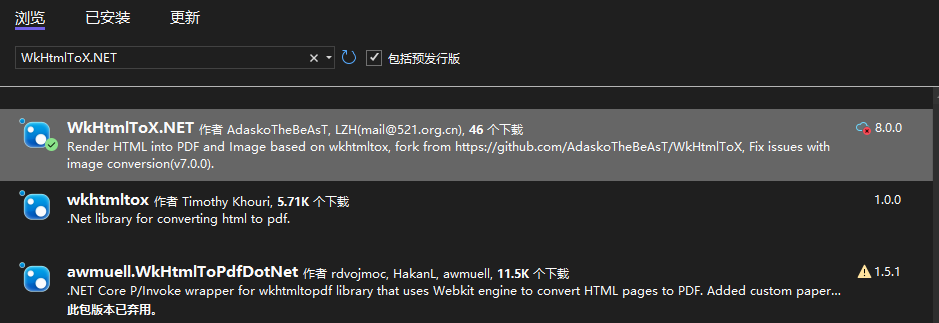 浏览 已安装 更新
WkHtmlToX.NET 包括预发行版
WkHtmlToX.NET 作者 AdaskoTheBeAsT, LZH(mail@521.org.cn), 46 个下载 8.0.0
Render HTML into PDF and Image based on wkhtmltox, fork from https://github.com/AdaskoTheBeAsT/WkHtmlToX, Fix issues with
image conversion(v7.0.0).
wkhtmltox 作者 Timothy Khouri, 5.71K 个下载 1.0.0
.Net library for converting html to pdf.
awmuell.WkHtmlToPdfDotNet 作者 rdvojmoc, HakanL, awmuell, 11.5K 个下载 1.5.1
.NET Core P/Invoke wrapper for wkhtmltopdf library that uses Webkit engine to convert HTML pages to PDF. Added custom paper...
此包版本已弃用。